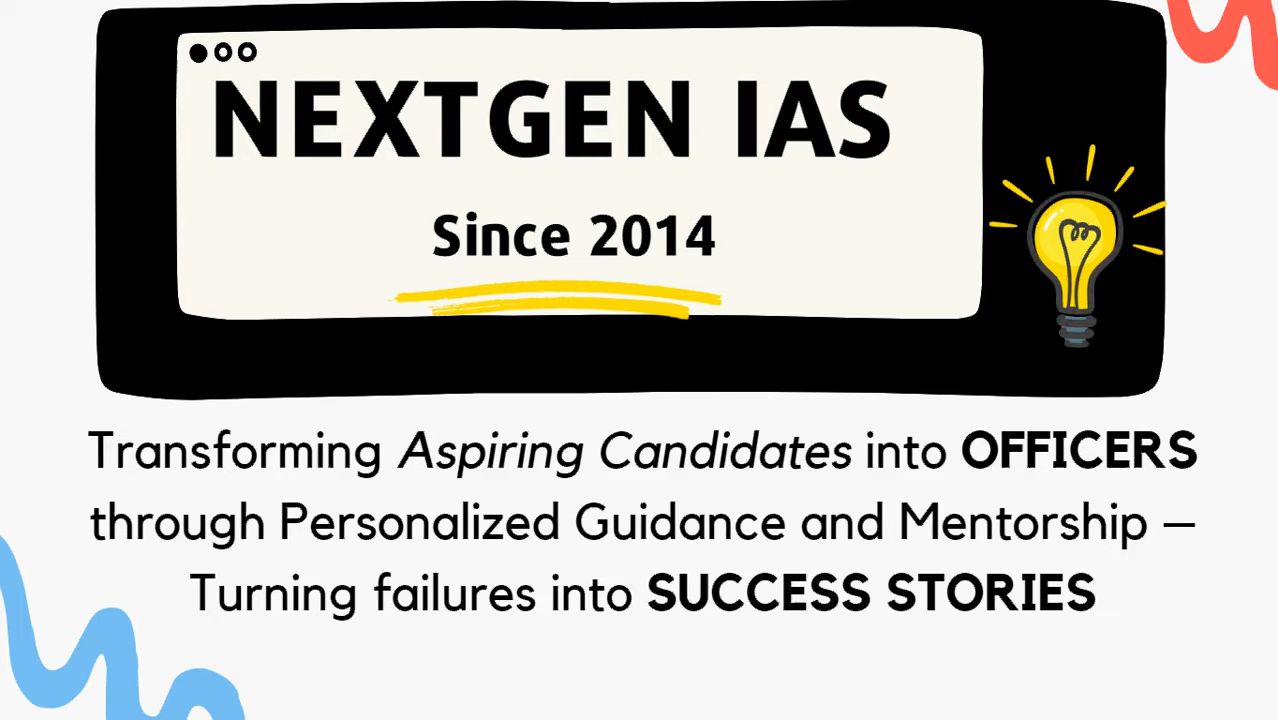 NEXTGEN IAS
Since 2014
Transforming Aspiring Candidates into OFFICERS
through Personalized Guidance and Mentorship –
Turning failures into SUCCESS STORIES